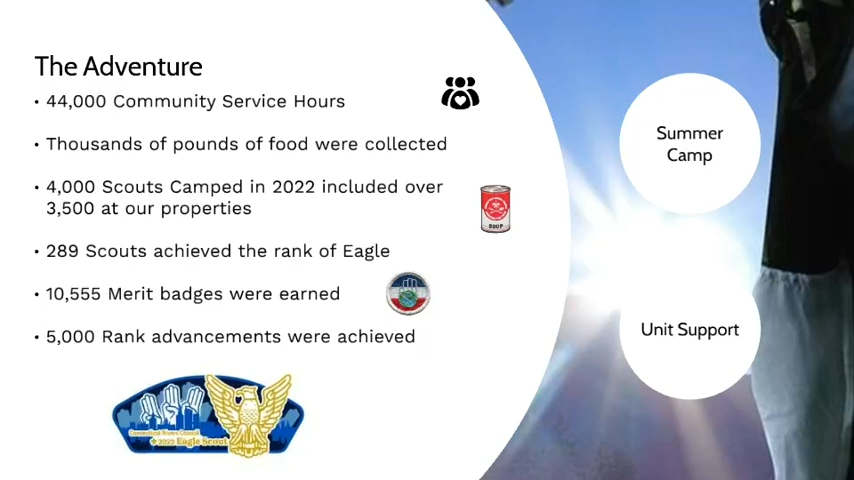 The Adventure
• 44,000 Community Service Hours
• Thousands of pounds of food were collected
• 4,000 Scouts Camped in 2022 included over
3,500 at our properties
• 289 Scouts achieved the rank of Eagle
• 10,555 Merit badges were earned
• 5,000 Rank advancements were achieved
SOUP
2022 Eagle Scout
Summer
Camp
Unit Support